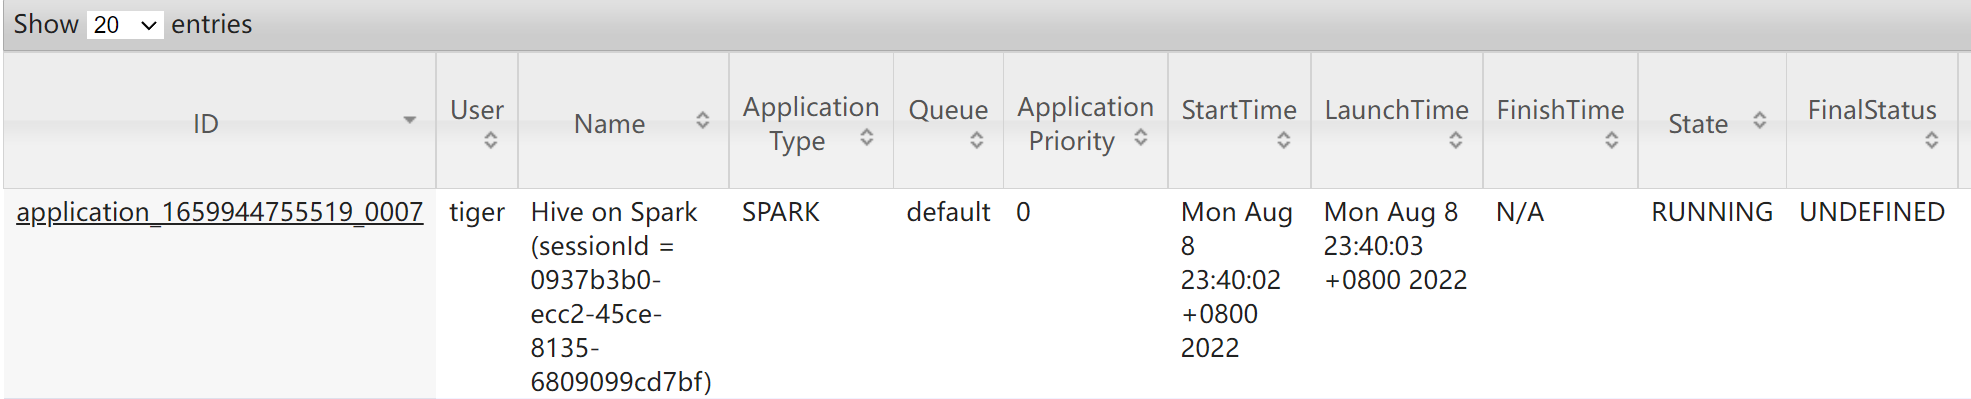 Show 20 entries
ID
User
Name
Application
Type
Queue
Application
Priority
StartTime
LaunchTime
FinishTime
State
FinalStatus
application_1659944755519_0007
tiger
Hive on Spark
(sessionId =
0937b3b0-
ecc2-45ce-
8135-
6809099cd7bf)
SPARK
default
0
Mon Aug
8
23:40:02
+0800
2022
Mon Aug 8
23:40:03
+0800 2022
N/A
RUNNING
UNDEFINED